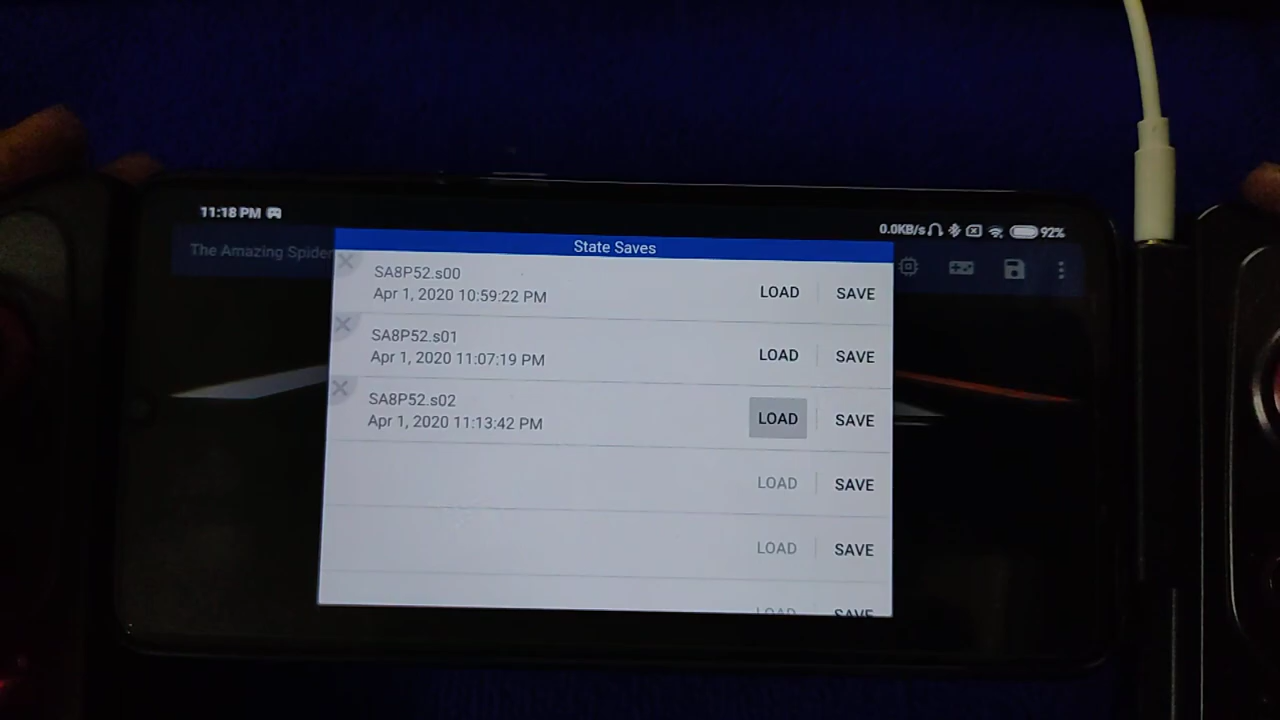 11:18 PM
0.0KB/s 92%
The Amazing Spider
State Saves
SA8P52.s00
Apr 1, 2020 10:59:22 PM
LOAD SAVE
SA8P52.s01
Apr 1, 2020 11:07:19 PM
LOAD SAVE
SA8P52.s02
Apr 1, 2020 11:13:42 PM
LOAD SAVE
LOAD SAVE
LOAD SAVE
LOAD SAVE